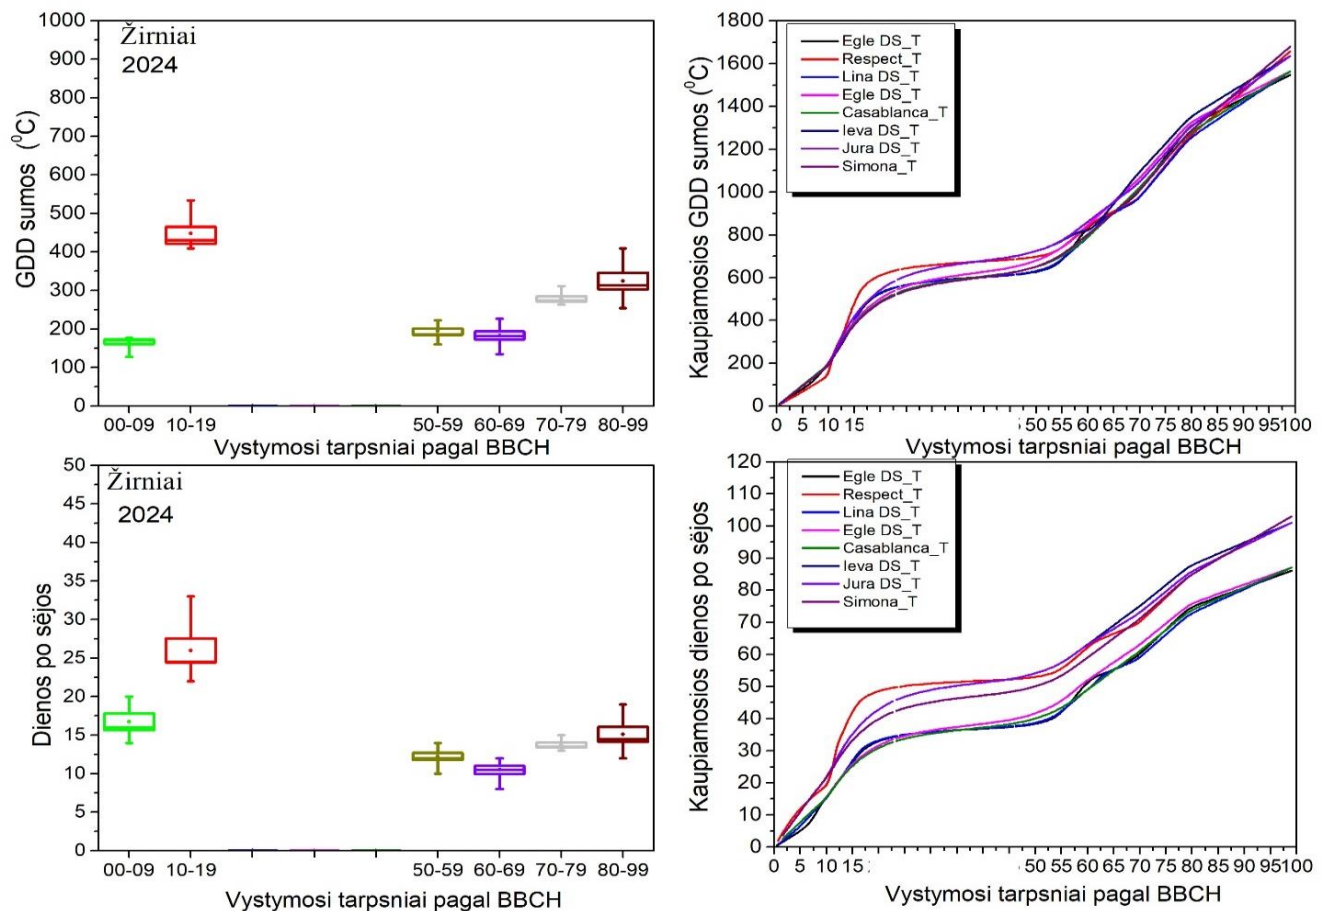 Žirniai
2024
GDD sumos (⁰C)
1000
900
800
700
600
500
400
300
200
100
0
00-09 10-19 50-59 60-69 70-79 80-99
Vystymosi tarpsniai pagal BBCH
Kaupiamosios GDD sumos (⁰C)
1800
1600
1400
1200
1000
800
600
400
200
0
Egle DS_T
Respect_T
Lina DS_T
Egle DS_T
Casablanca_T
Ieva DS_T
Jura DS_T
Simona_T
0 5 10 15 50 55 60 65 70 75 80 85 90 95 100
Vystymosi tarpsniai pagal BBCH
Žirniai
2024
Dienos po sëjos
50
45
40
35
30
25
20
15
10
5
0
00-09 10-19 50-59 60-69 70-79 80-99
Vystymosi tarpsniai pagal BBCH
Kaupiamosios dienos po sëjos
120
110
100
90
80
70
60
50
40
30
20
10
0
Egle DS_T
Respect_T
Lina DS_T
Egle DS_T
Casablanca_T
Ieva DS_T
Jura DS_T
Simona_T
0 5 10 15 50 55 60 65 70 75 80 85 90 95 100
Vystymosi tarpsniai pagal BBCH